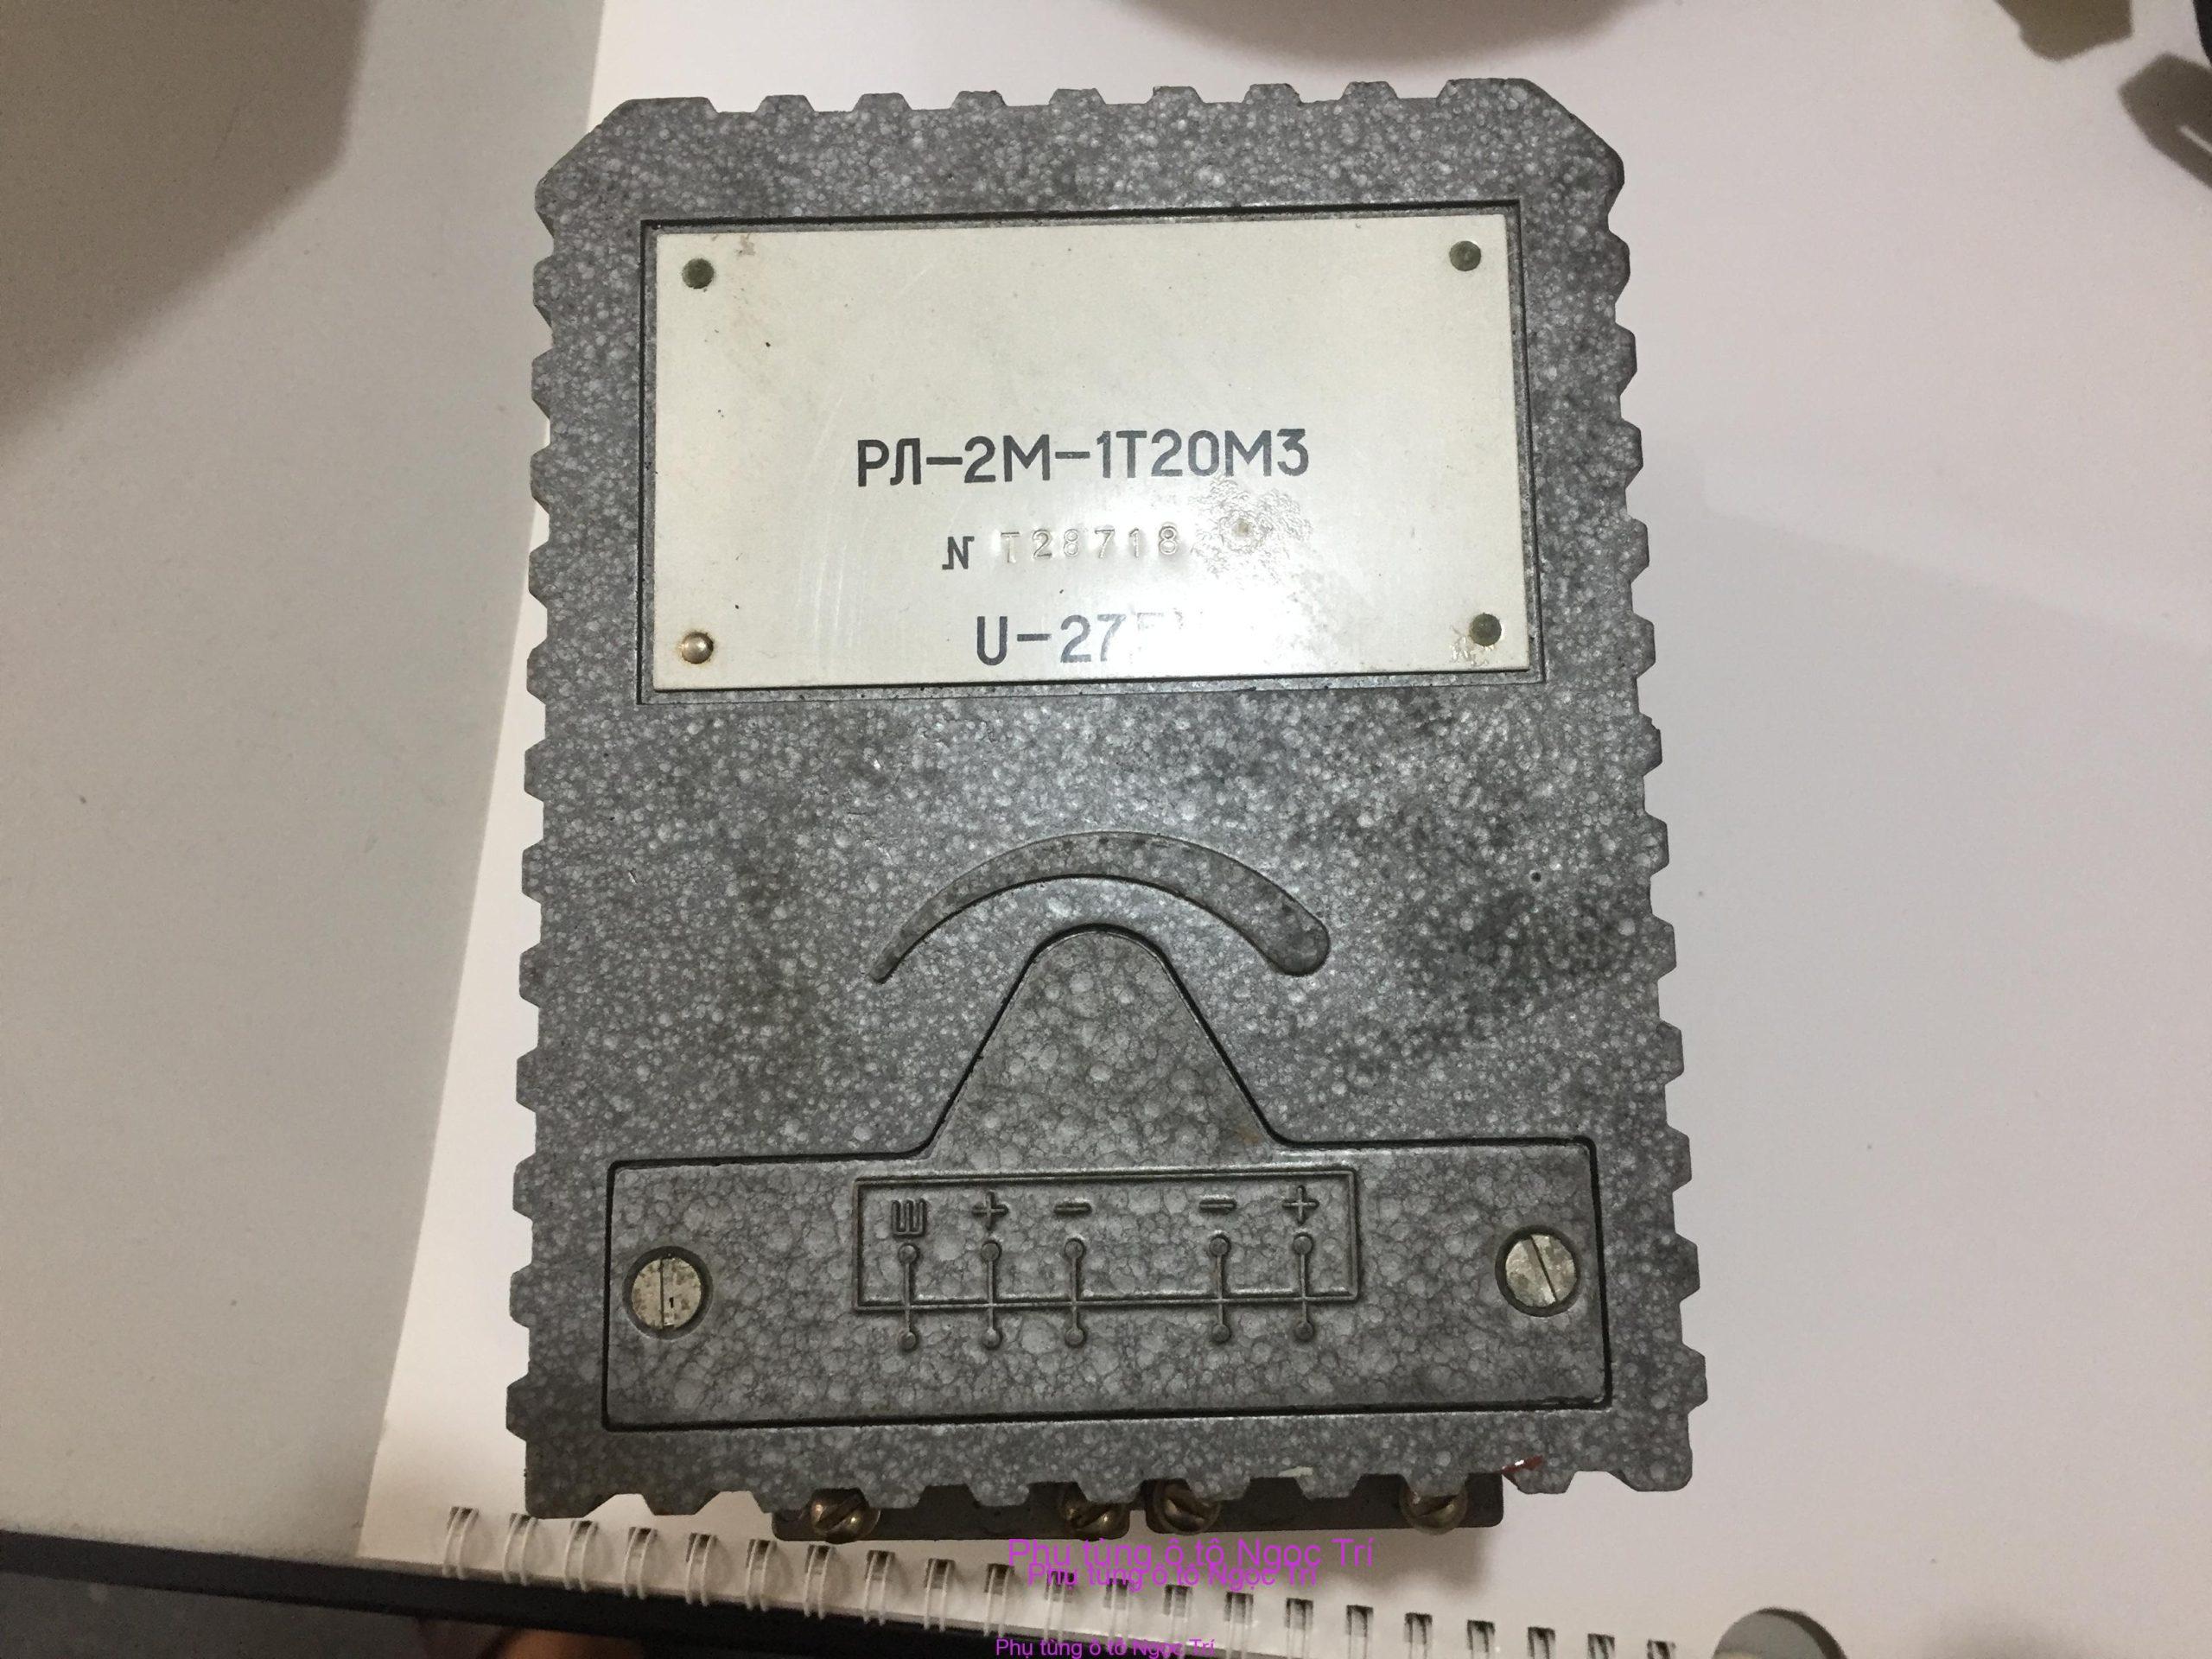 РЛ-2М-1Т20М3
N Т28718
U-27
Ш + - - +
Phụ tùng ô tô Ngọc Trí
Phụ tùng ô tô Ngọc Trí
Phụ tùng ô tô Ngọc Trí